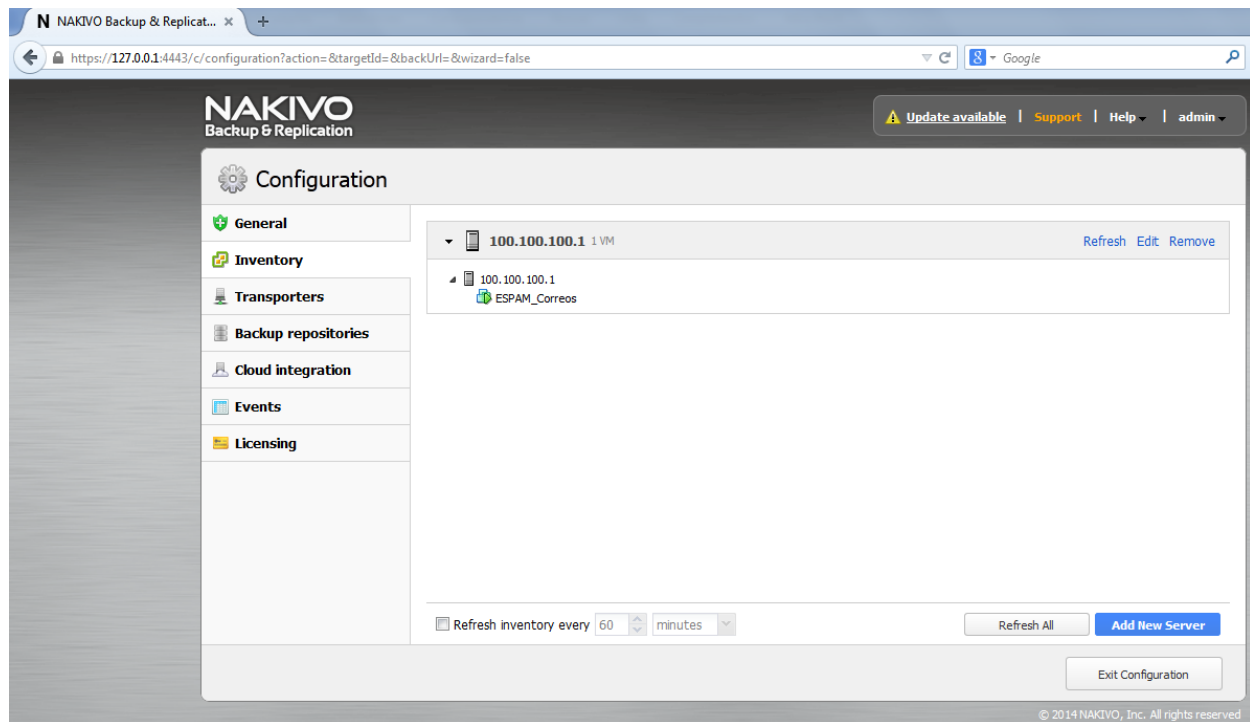 N NAKIVO Backup & Replicat... × +
https://127.0.0.1:4443/c/configuration?action=&targetId=&backUrl=&wizard=false
8 Google
NAKIVO
Backup & Replication
Update available | Support | Help | admin
Configuration
General
Inventory
Transporters
Backup repositories
Cloud integration
Events
Licensing
100.100.100.1 1 VM Refresh Edit Remove
100.100.100.1
ESPAM_Correos
Refresh inventory every 60 minutes Refresh All Add New Server
Exit Configuration
© 2014 NAKIVO, Inc. All rights reserved